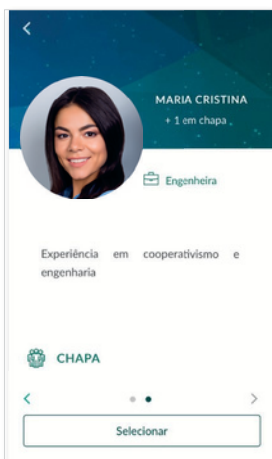 MARIA CRISTINA
+ 1 em chapa
Engenheira
Experiência em cooperativismo e
engenharia
CHAPA
Selecionar